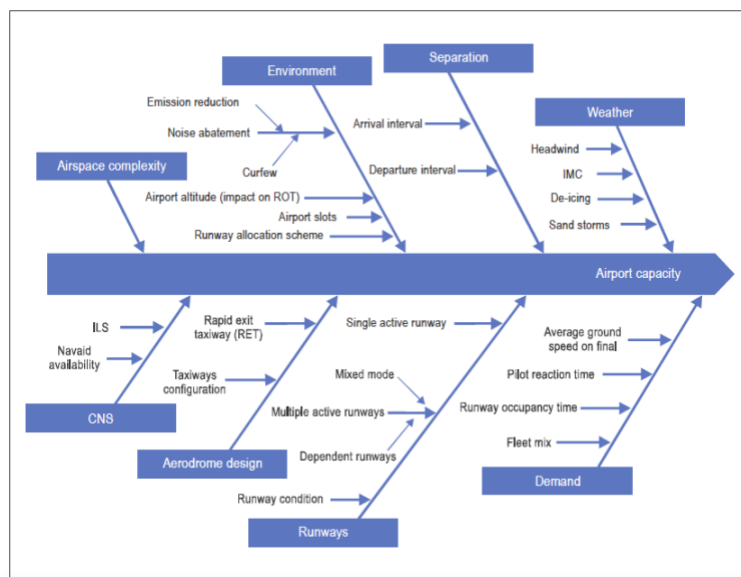 Environment
Separation
Weather
Airspace complexity
Emission reduction
Noise abatement
Curfew
Airport altitude (impact on ROT)
Airport slots
Runway allocation scheme
Arrival interval
Departure interval
Headwind
IMC
De-icing
Sand storms
Airport capacity
ILS
Navaid
availability
CNS
Rapid exit
taxiway (RET)
Taxiways
configuration
Aerodrome design
Single active runway
Mixed mode
Multiple active runways
Dependent runways
Runway condition
Runways
Average ground
speed on final
Pilot reaction time
Runway occupancy time
Fleet mix
Demand